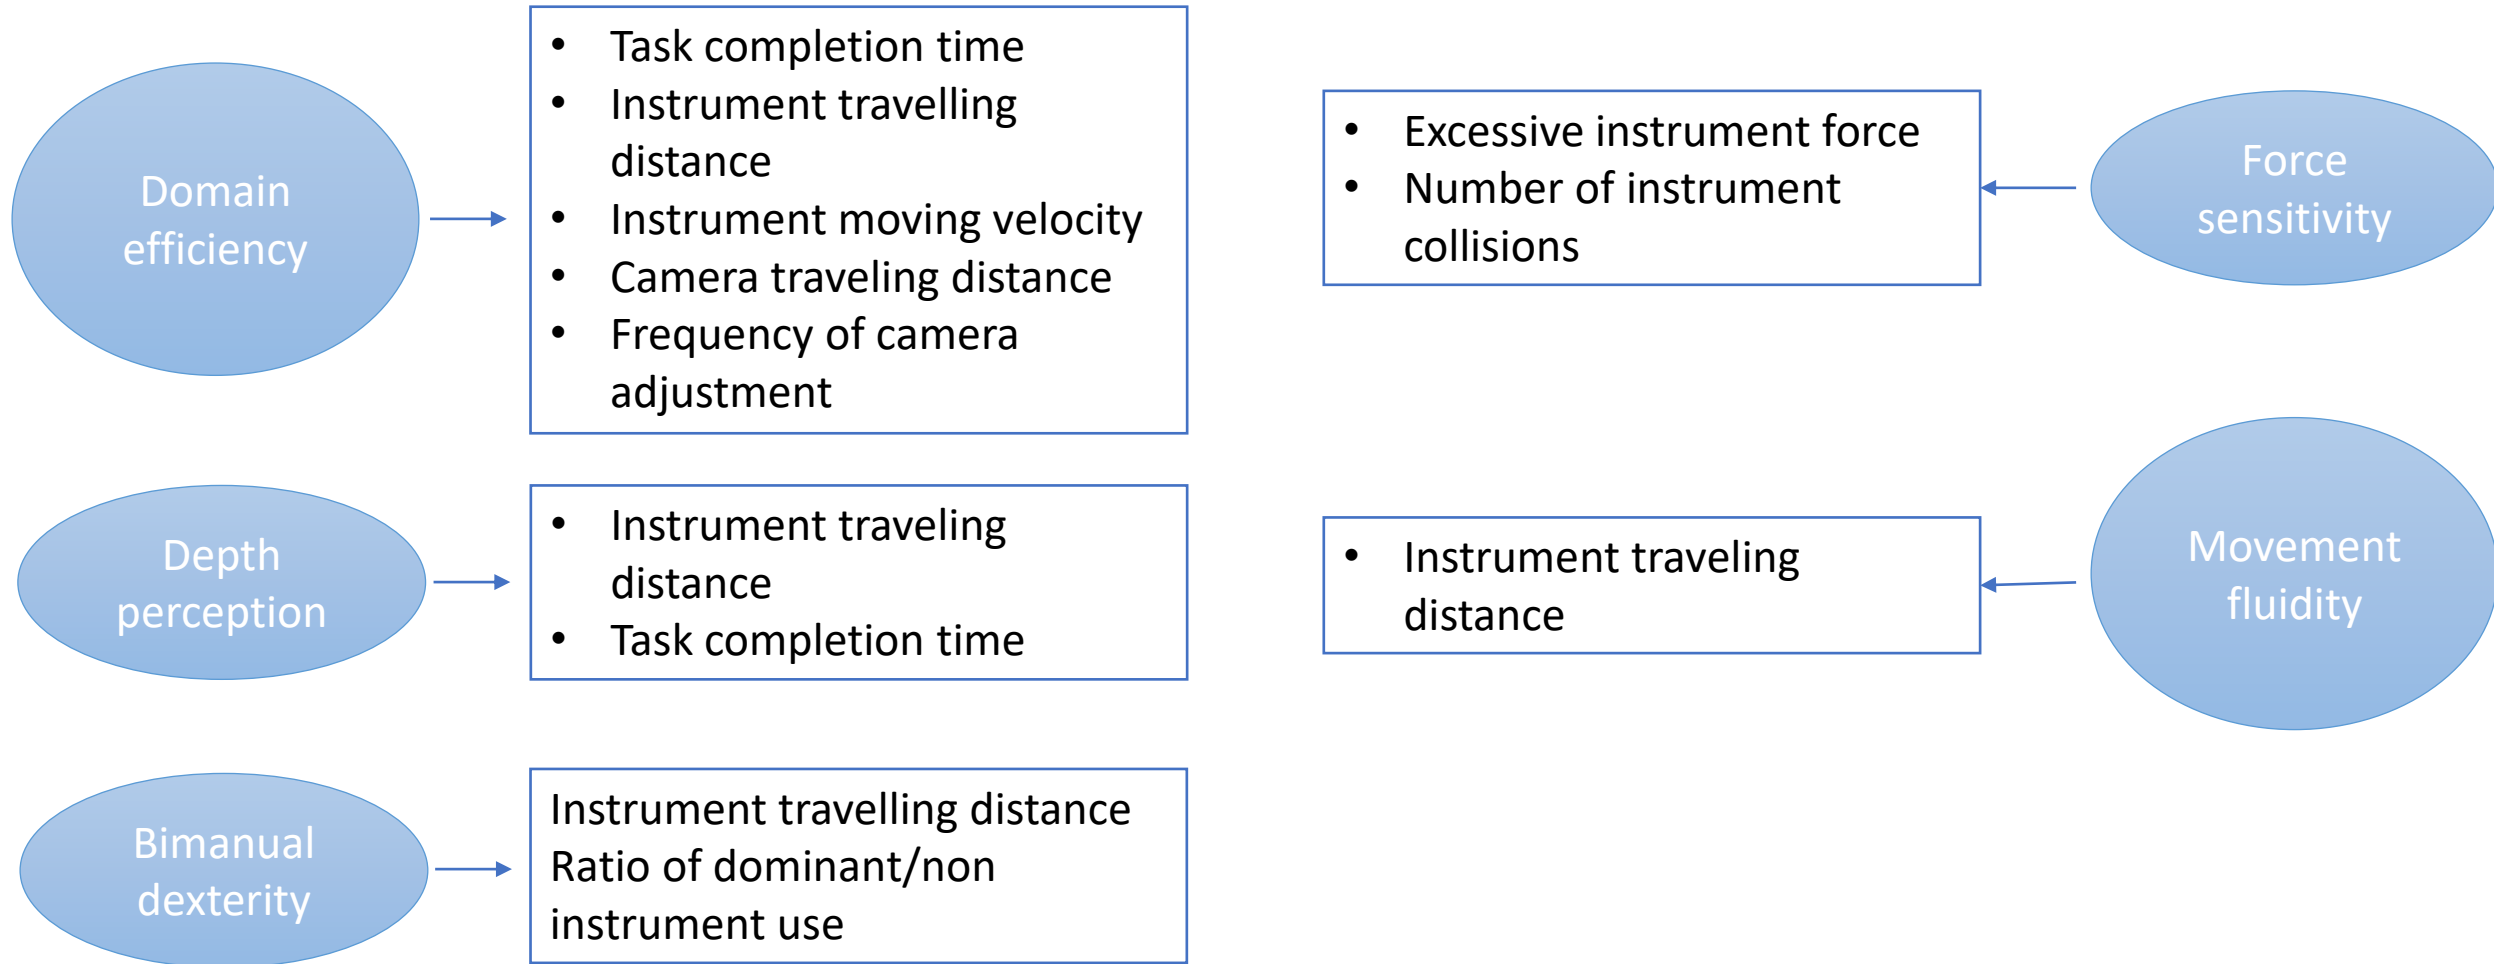 Domain
efficiency
• Task completion time
• Instrument travelling
distance
• Instrument moving velocity
• Camera traveling distance
• Frequency of camera
adjustment
Depth
perception
• Instrument traveling
distance
• Task completion time
Bimanual
dexterity
Instrument travelling distance
Ratio of dominant/non
instrument use
• Excessive instrument force
• Number of instrument
collisions
Force
sensitivity
• Instrument traveling
distance
Movement
fluidity